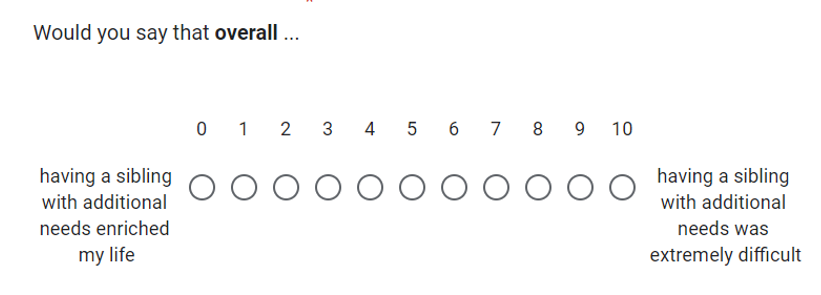 Would you say that overall ...
0 1 2 3 4 5 6 7 8 9 10
having a sibling
with additional
needs enriched
my life
having a sibling
with additional
needs was
extremely difficult